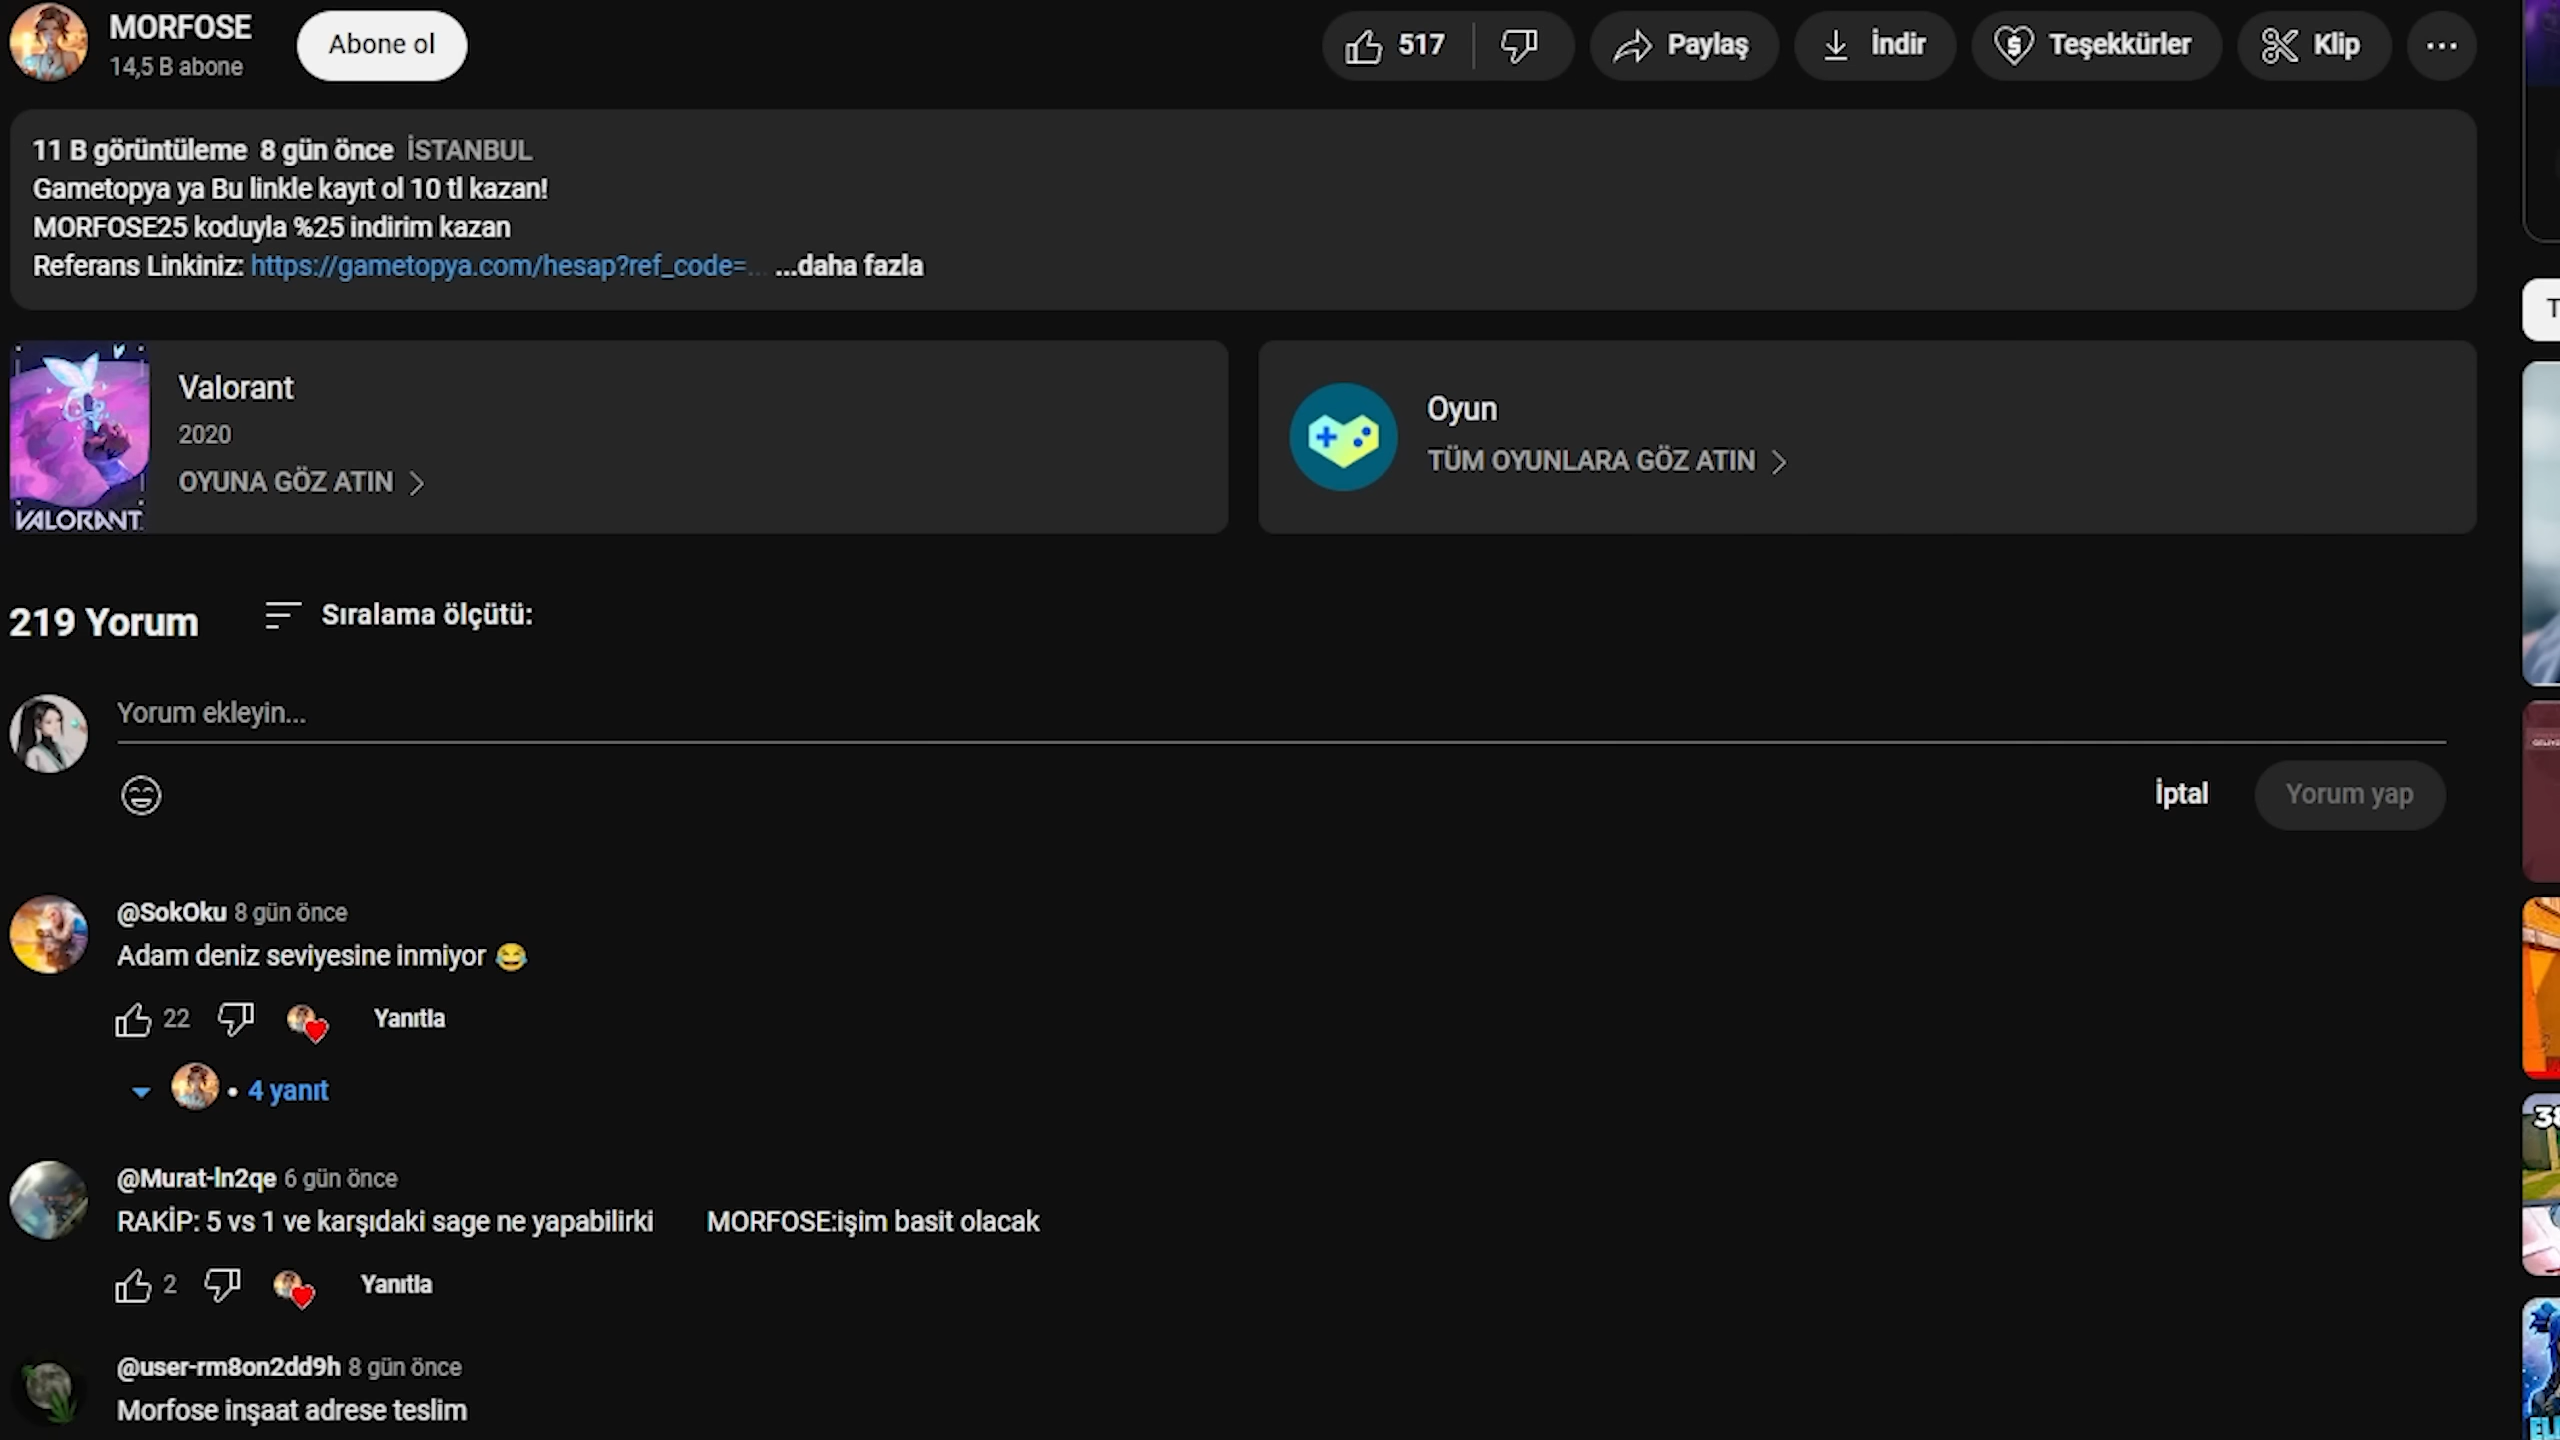 MORFOSE
14,5 B abone
Abone ol
517
Paylaş
İndir
Teşekkürler
Klip
11 B görüntüleme 8 gün önce İSTANBUL
Gametopya ya Bu linkle kayıt ol 10 tl kazan!
MORFOSE25 koduyla %25 indirim kazan
Referans Linkiniz: https://gametopya.com/hesap?ref_code=... ...daha fazla
Valorant
2020
OYUNA GÖZ ATIN
VALORANT
Oyun
TÜM OYUNLARA GÖZ ATIN
219 Yorum
Sıralama ölçütü:
Yorum ekleyin...
İptal
Yorum yap
@SokOku 8 gün önce
Adam deniz seviyesine inmiyor 😂
22
Yanıtla
• 4 yanıt
@Murat-ln2qe 6 gün önce
RAKİP: 5 vs 1 ve karşıdaki sage ne yapabilirki MORFOSE:işim basit olacak
2
Yanıtla
@user-rm8on2dd9h 8 gün önce
Morfose inşaat adrese teslim